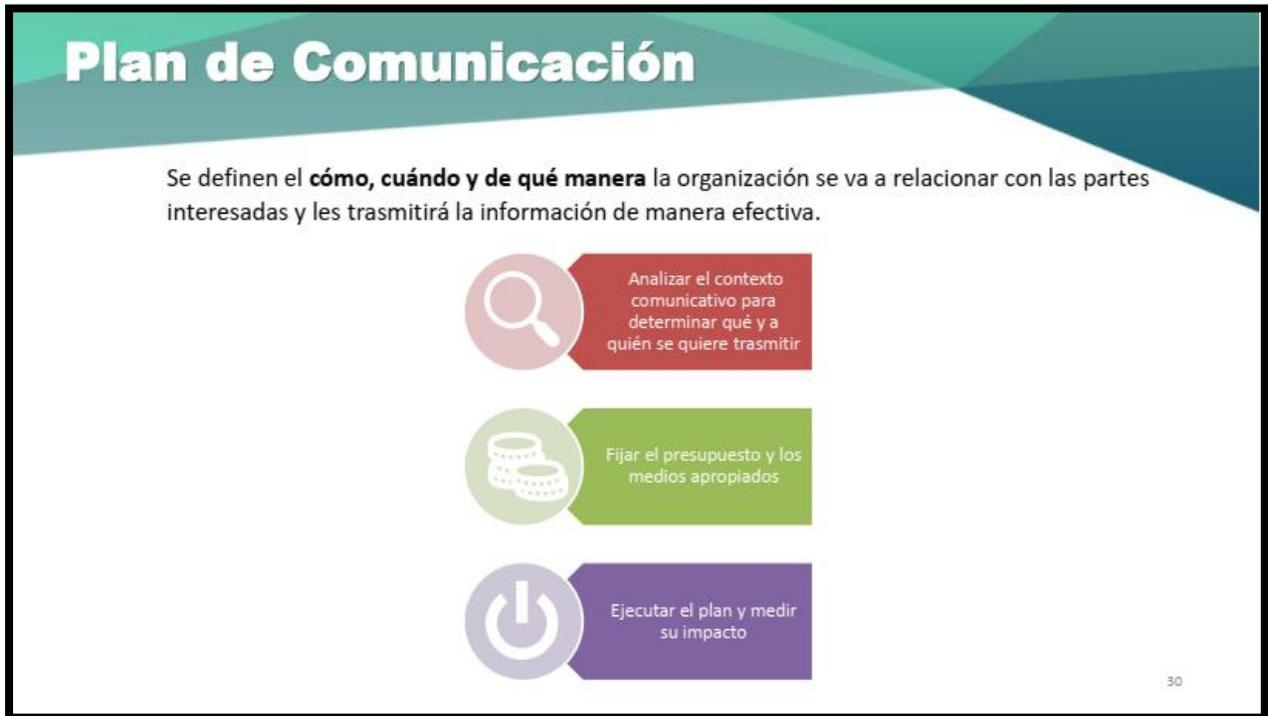 Plan de Comunicación
Se definen el cómo, cuándo y de qué manera la organización se va a relacionar con las partes
interesadas y les trasmitirá la información de manera efectiva.
Analizar el contexto
comunicativo para
determinar qué y a
quién se quiere trasmitir
Fijar el presupuesto y los
medios apropiados
Ejecutar el plan y medir
su impacto
30